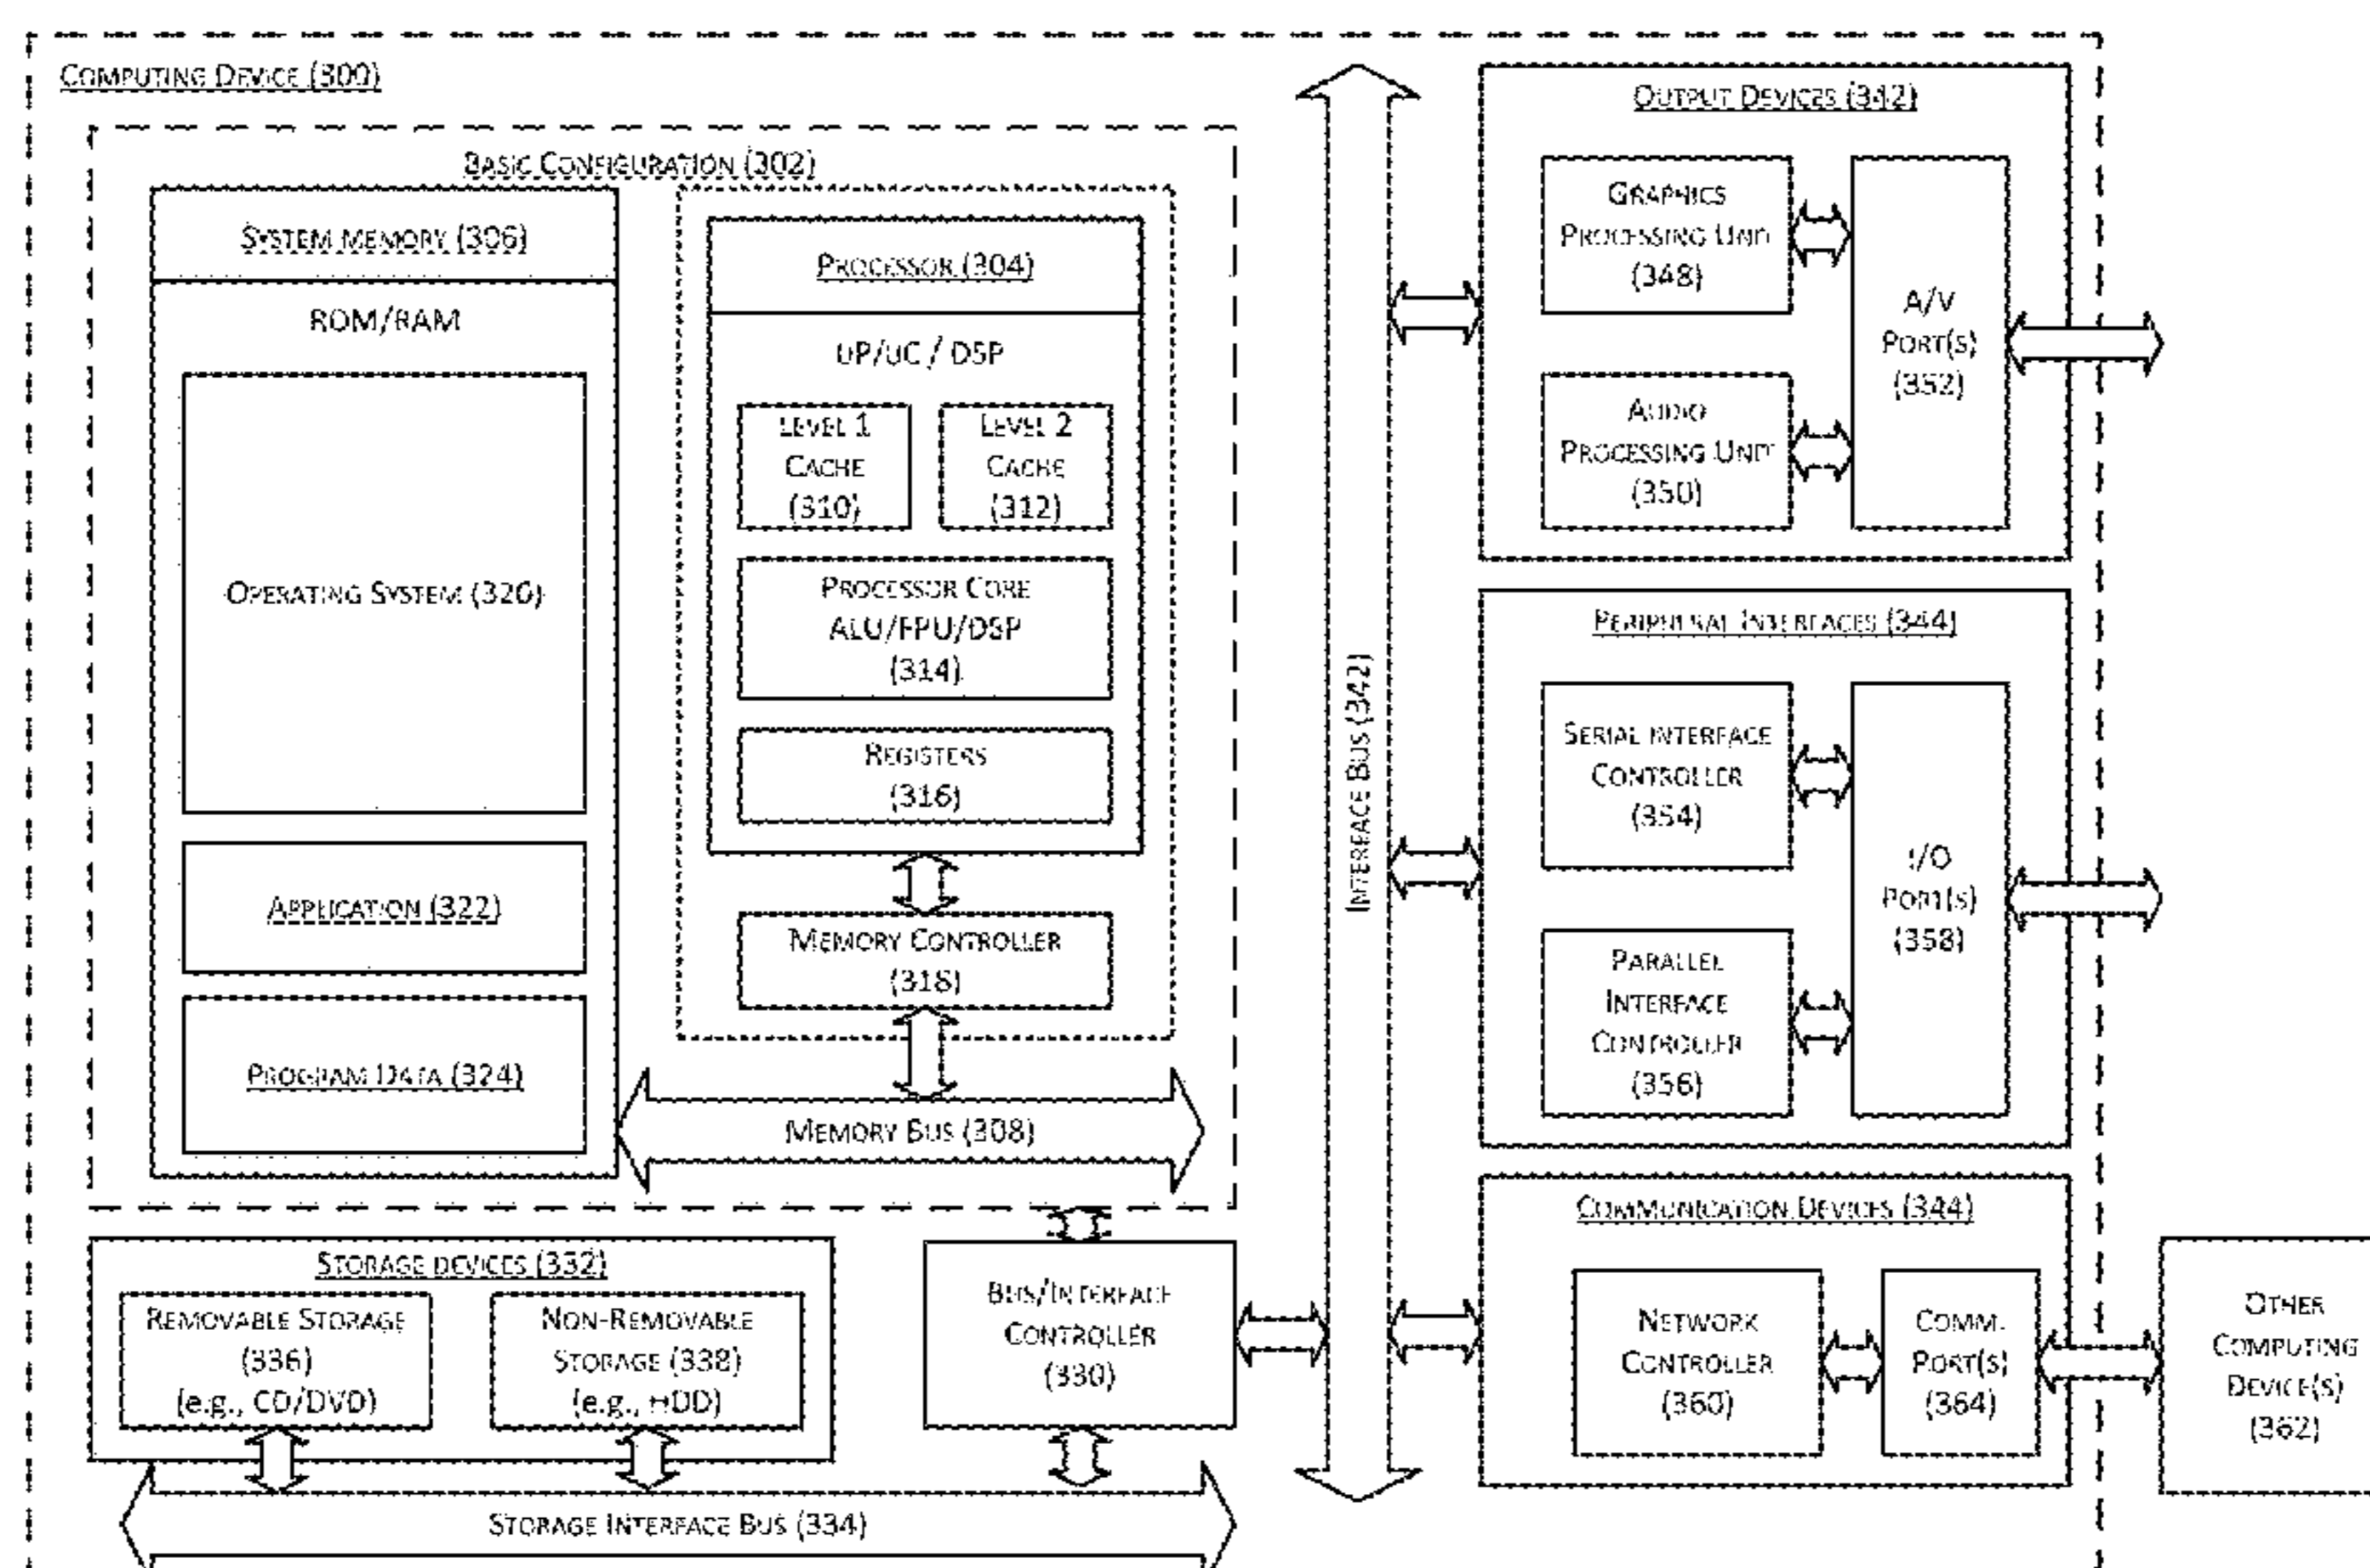 COMPUTING DEVICE (300)
BASIC CONFIGURATION (302)
SYSTEM MEMORY (306)
ROM/RAM
OPERATING SYSTEM (320)
APPLICATION (322)
PROGRAM DATA (324)
PROCESSOR (304)
UP/UC / DSP
LEVEL 1
CACHE
(310)
LEVEL 2
CACHE
(312)
PROCESSOR CORE
ALU/FPU/DSP
(314)
REGISTERS
(316)
MEMORY CONTROLLER
(318)
MEMORY BUS (308)
STORAGE DEVICES (332)
REMOVABLE STORAGE
(336)
(e.g., CD/DVD)
NON-REMOVABLE
STORAGE (338)
(e.g., HDD)
BUS/INTERFACE
CONTROLLER
(330)
STORAGE INTERFACE BUS (334)
INTERFACE BUS (342)
OUTPUT DEVICES (342)
GRAPHICS
PROCESSING UNIT
(348)
AUDIO
PROCESSING UNIT
(350)
A/V
PORT(S)
(352)
PERIPHERAL INTERFACES (344)
SERIAL INTERFACE
CONTROLLER
(354)
PARALLEL
INTERFACE
CONTROLLER
(356)
I/O
PORT(S)
(358)
COMMUNICATION DEVICES (344)
NETWORK
CONTROLLER
(360)
COMM.
PORT(S)
(364)
OTHER
COMPUTING
DEVICE(S)
(362)